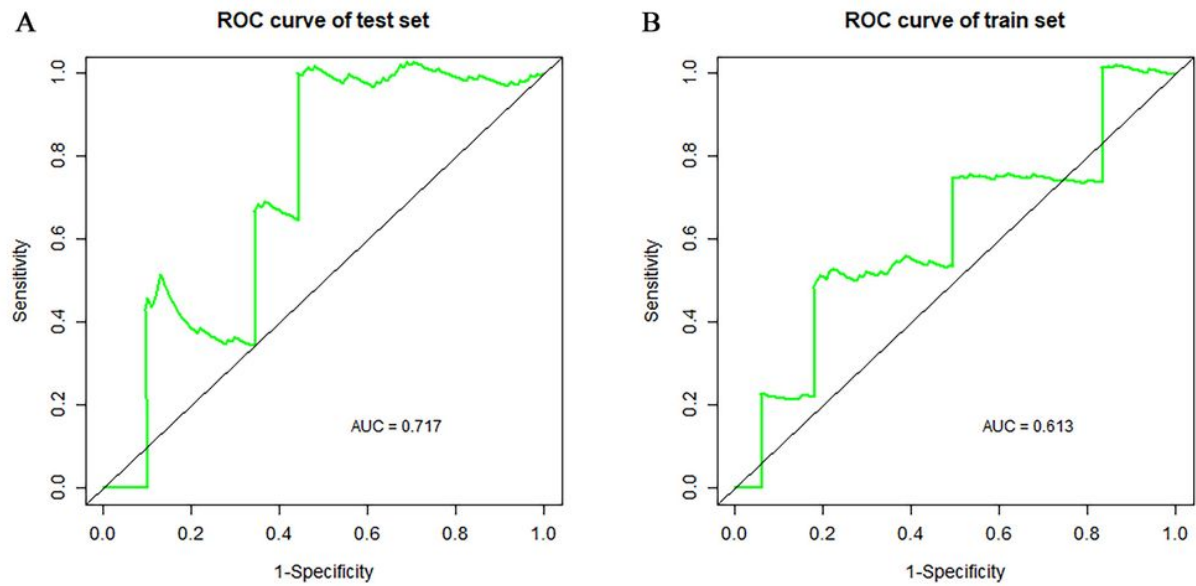 A
ROC curve of test set
Sensitivity
1.0
0.8
0.6
0.4
0.2
0.0
AUC = 0.717
0.0 0.2 0.4 0.6 0.8 1.0
1-Specificity
B
ROC curve of train set
Sensitivity
1.0
0.8
0.6
0.4
0.2
0.0
AUC = 0.613
0.0 0.2 0.4 0.6 0.8 1.0
1-Specificity